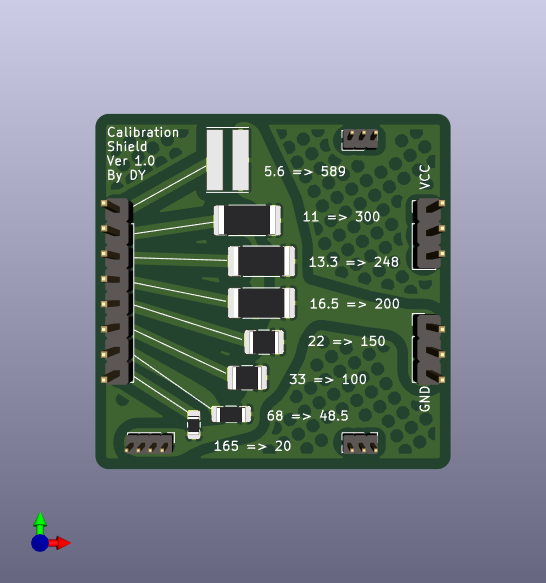 Calibration
Shield
Ver 1.0
By DY
5.6 => 589
VCC
11 => 300
13.3 => 248
16.5 => 200
22 => 150
33 => 100
GND
68 => 48.5
165 => 20